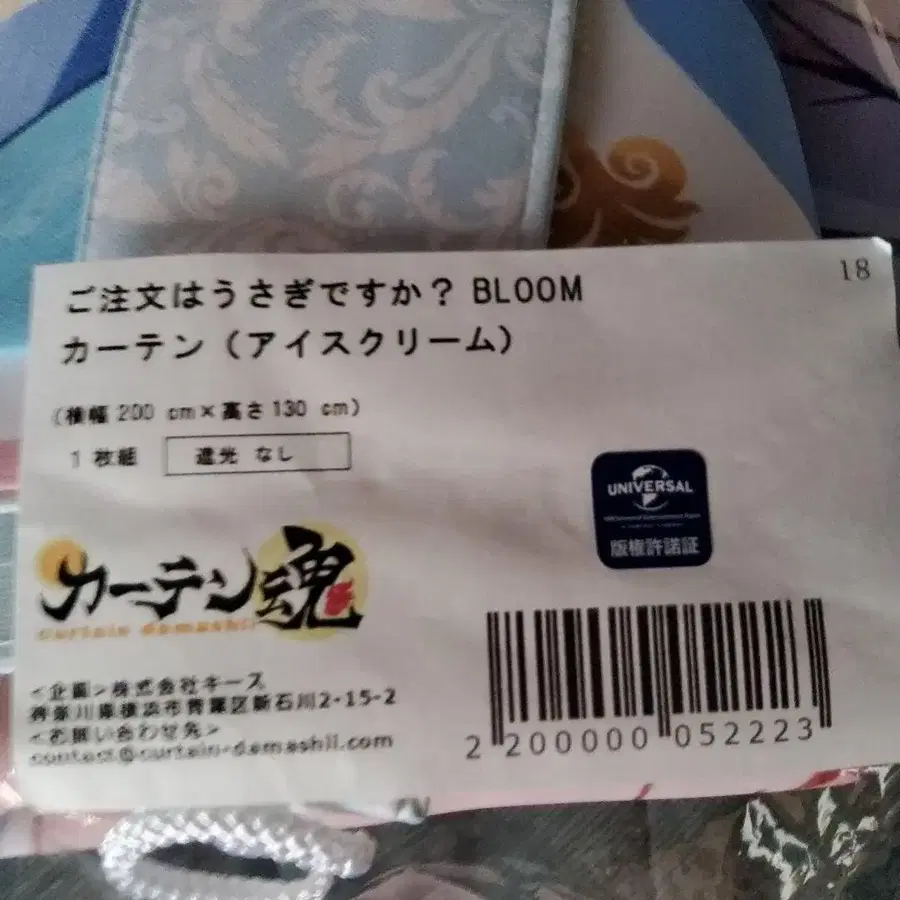 18
ご注文はうさぎですか? BLOOM
カーテン（アイスクリーム）
（横幅 200 cm×高さ130 cm）
1 枚組
遮光 なし
UNIVERSAL
版権許諾証
カーテン魂
curtain damashii
<企画>株式会社キーズ
神奈川県横浜市青葉区新石川2-15-2
<お問い合わせ先>
contact@curtain-damashii.com
2 200000 052223